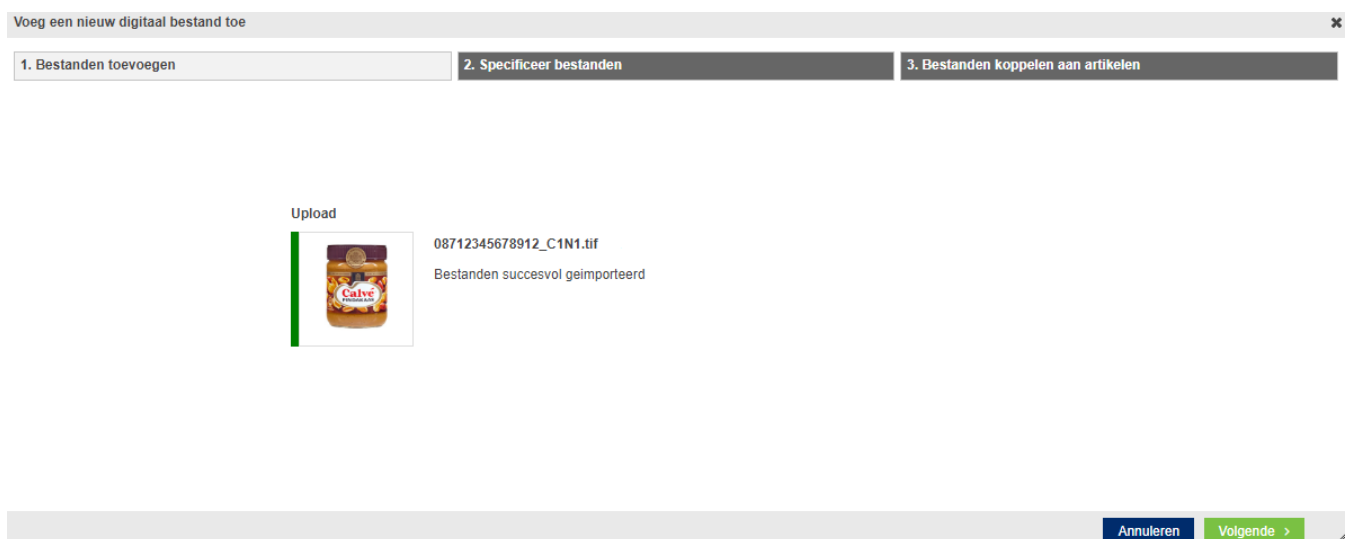 Voeg een nieuw digitaal bestand toe
1. Bestanden toevoegen
2. Specificeer bestanden
3. Bestanden koppelen aan artikelen
Upload
08712345678912_C1N1.tif
Bestanden succesvol geimporteerd
Calvé
PINDAKAAS
Annuleren
Volgende >